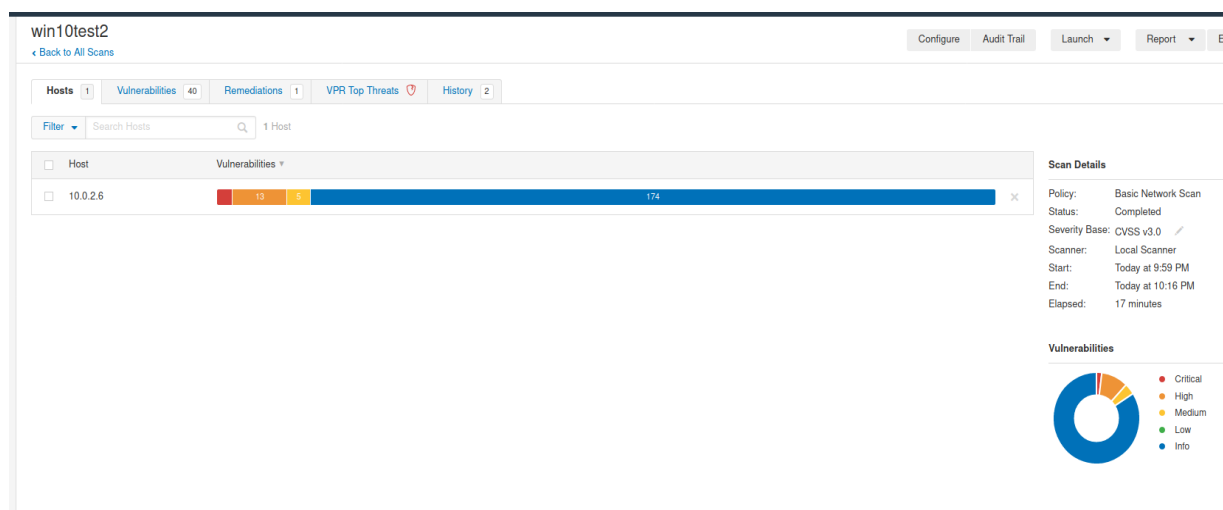 win10test2
Back to All Scans
Configure Audit Trail Launch Report E
Hosts 1 Vulnerabilities 40 Remediations 1 VPR Top Threats History 2
Filter Search Hosts 1 Host
Host Vulnerabilities
10.0.2.6 13 5 174
Scan Details
Policy: Basic Network Scan
Status: Completed
Severity Base: CVSS v3.0
Scanner: Local Scanner
Start: Today at 9:59 PM
End: Today at 10:16 PM
Elapsed: 17 minutes
Vulnerabilities
Critical
High
Medium
Low
Info